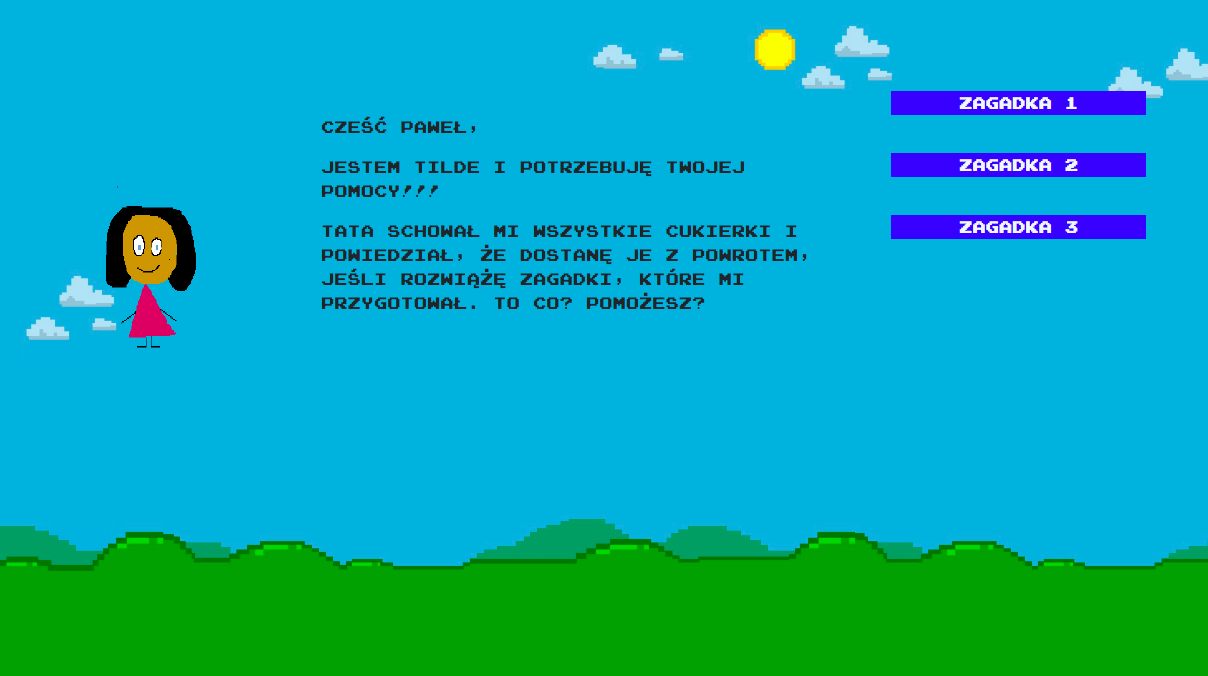 CZEŚĆ PAWEŁ,
JESTEM TILDE I POTRZEBUJĘ TWOJEJ
POMOCY!!!
TATA SCHOWAŁ MI WSZYSTKIE CUKIERKI I
POWIEDZIAŁ, ŻE DOSTANĘ JE Z POWROTEM,
JEŚLI ROZWIĄŻĘ ZAGADKI, KTÓRE MI
PRZYGOTOWAŁ. TO CO? POMOŻESZ?
ZAGADKA 1
ZAGADKA 2
ZAGADKA 3